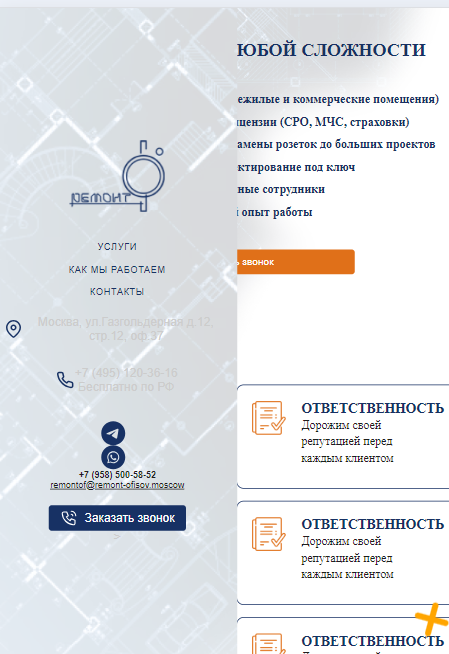 РЕМОНТ
УСЛУГИ
КАК МЫ РАБОТАЕМ
КОНТАКТЫ
Москва, ул.Газгольдерная д.12,
стр.12, оф.37
+7 (495) 120-36-16
Бесплатно по РФ
+7 (958) 500-58-52
remontof@remont-ofisov.moscow
Заказать звонок
>
ЮБОЙ СЛОЖНОСТИ
ежилые и коммерческие помещения)
цензии (СРО, МЧС, страховки)
амены розеток до больших проектов
ктирование под ключ
ные сотрудники
опыт работы
ь звонок
ОТВЕТСТВЕННОСТЬ
Дорожим своей
репутацией перед
каждым клиентом
ОТВЕТСТВЕННОСТЬ
Дорожим своей
репутацией перед
каждым клиентом
ОТВЕТСТВЕННОСТЬ